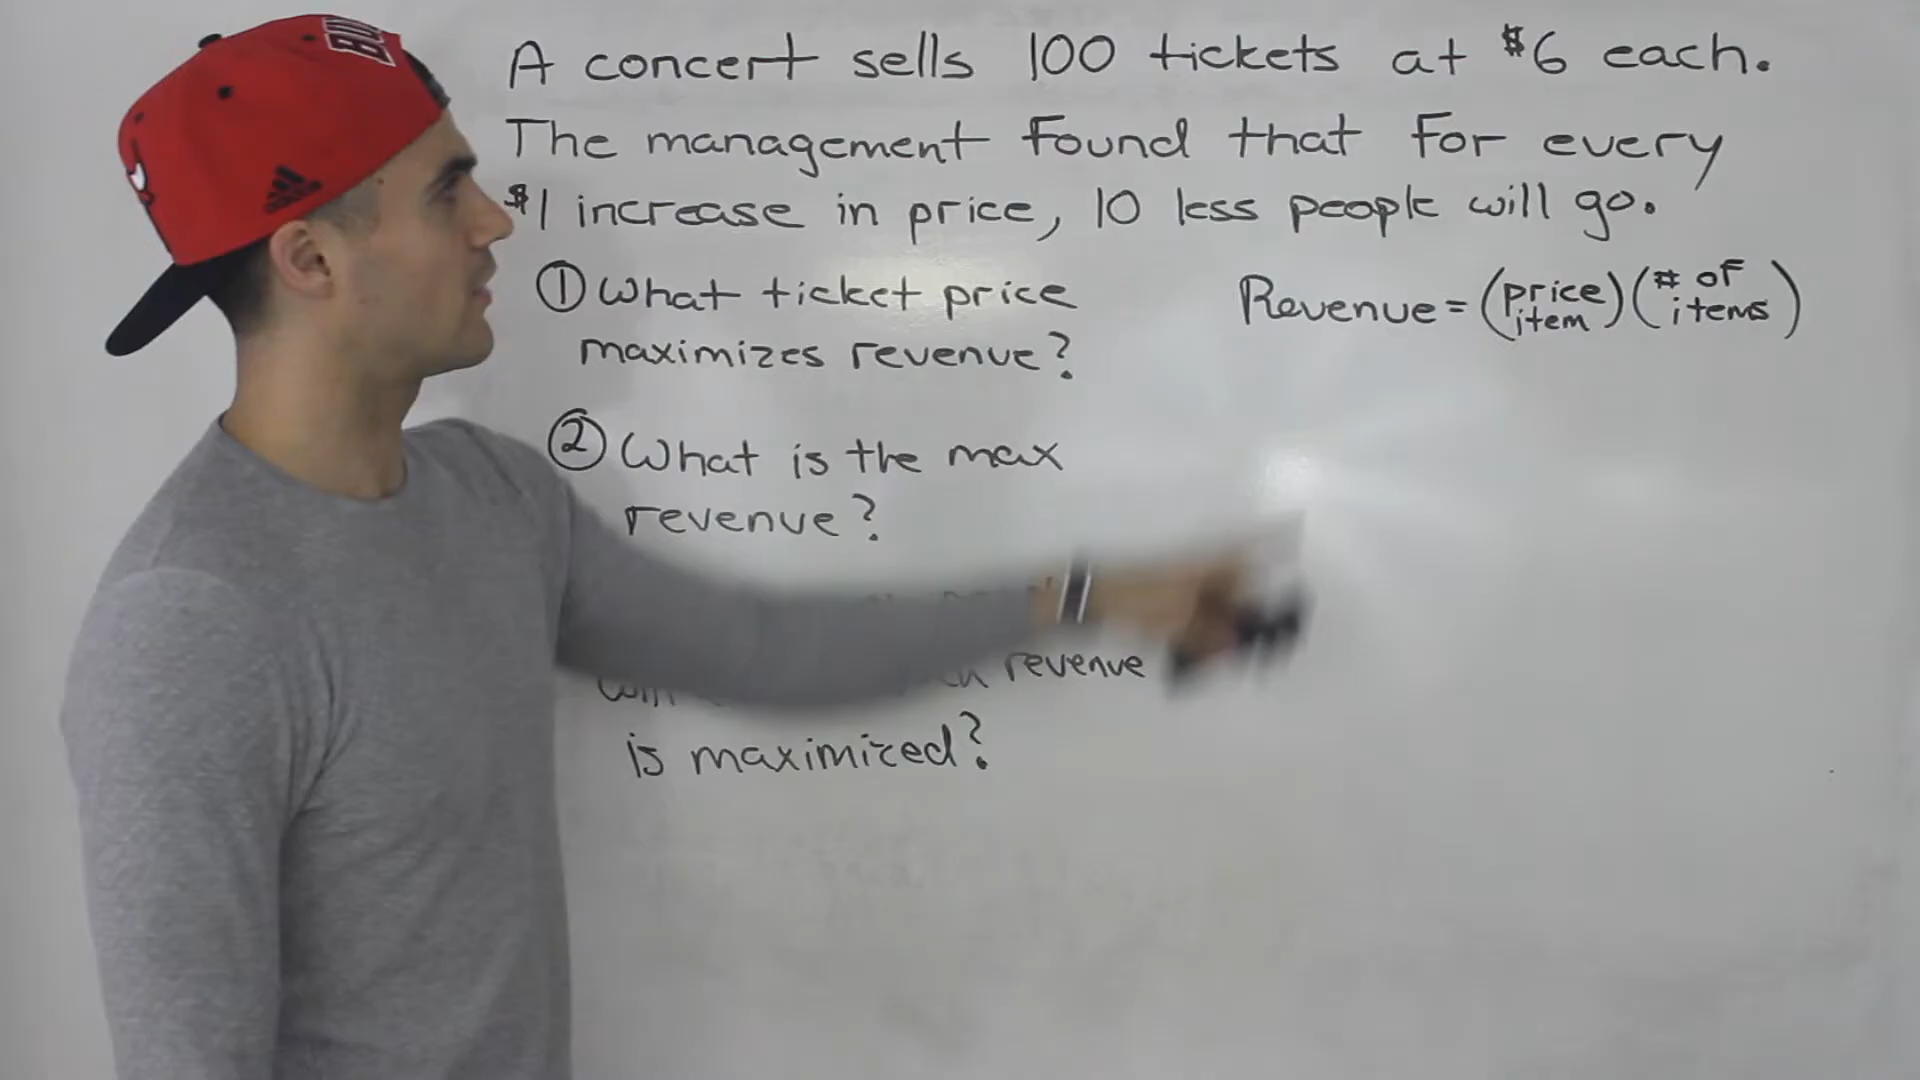 A concert sells 100 tickets at $6 each.
The management found that for every
$1 increase in price, 10 less people will go.
① What ticket price
maximizes revenue?
Revenue = (price/item)(# of items)
② What is the max
revenue?
revenue
is maximized?
BU